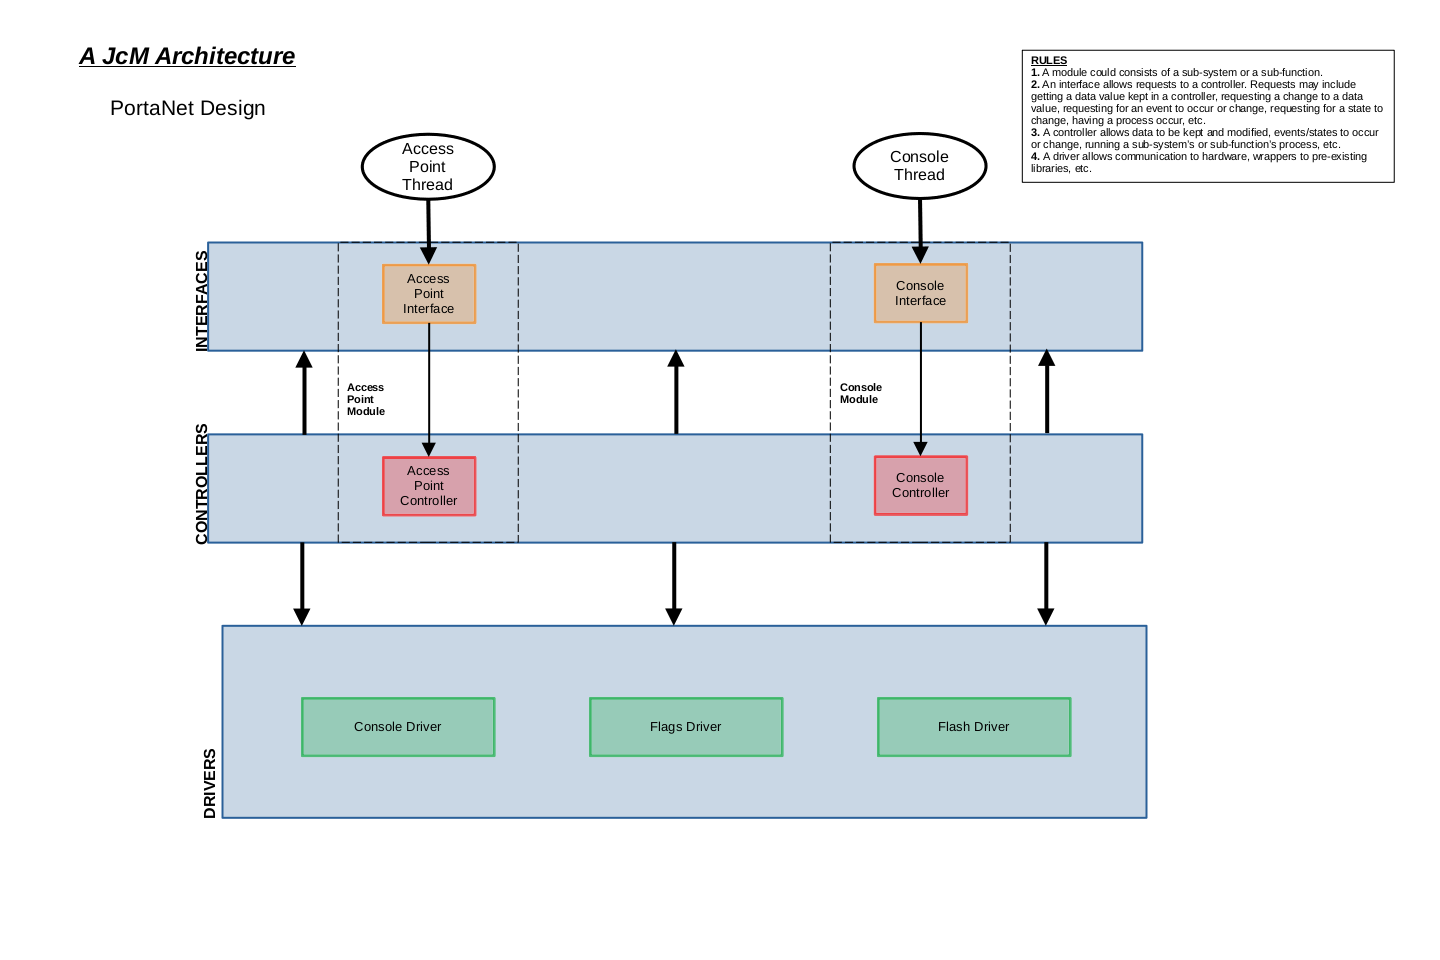 A JcM Architecture
PortaNet Design
RULES
1. A module could consists of a sub-system or a sub-function.
2. An interface allows requests to a controller. Requests may include
getting a data value kept in a controller, requesting a change to a data
value, requesting for an event to occur or change, requesting for a state to
change, having a process occur, etc.
3. A controller allows data to be kept and modified, events/states to occur
or change, running a sub-system's or sub-function's process, etc.
4. A driver allows communication to hardware, wrappers to pre-existing
libraries, etc.
Access
Point
Thread
Console
Thread
INTERFACES
Access
Point
Interface
Console
Interface
Access
Point
Module
Console
Module
CONTROLLERS
Access
Point
Controller
Console
Controller
DRIVERS
Console Driver
Flags Driver
Flash Driver